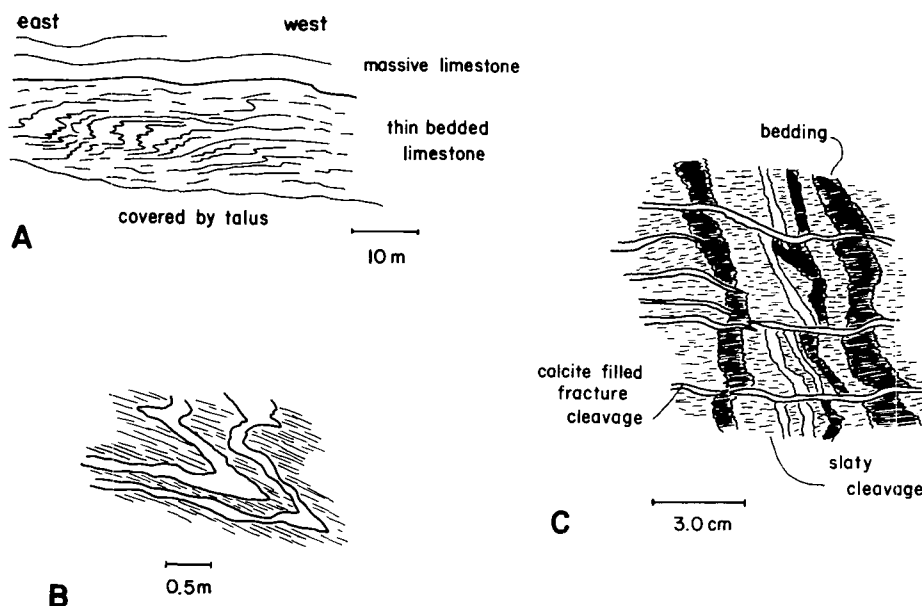 east
west
massive limestone
thin bedded
limestone
covered by talus
A
10 m
bedding
calcite filled
fracture
cleavage
slaty
cleavage
C
3.0 cm
0.5m
B